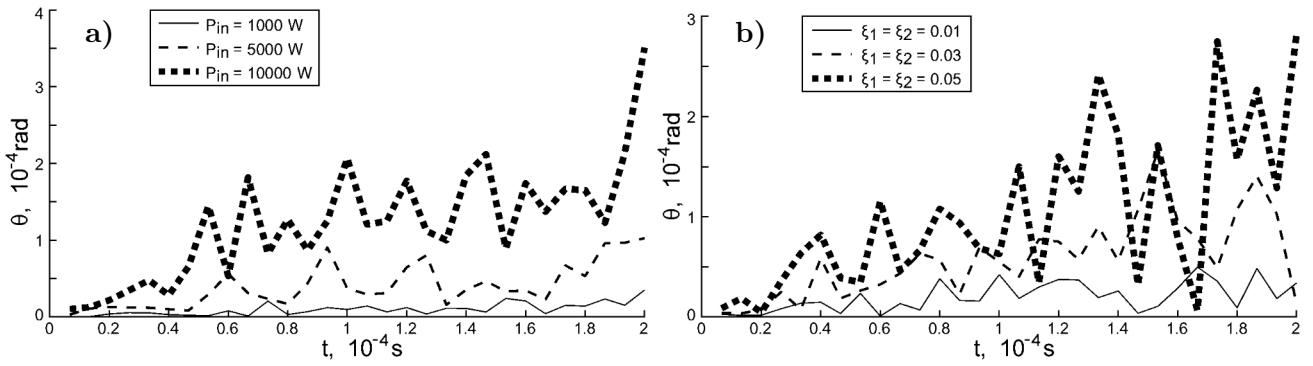 a)
P_in = 1000 W
P_in = 5000 W
P_in = 10000 W
θ, 10⁻⁴rad
4
3
2
1
0
0 0.2 0.4 0.6 0.8 1 1.2 1.4 1.6 1.8 2
t, 10⁻⁴s
b)
ξ₁ = ξ₂ = 0.01
ξ₁ = ξ₂ = 0.03
ξ₁ = ξ₂ = 0.05
θ, 10⁻⁴rad
3
2
1
0
0 0.2 0.4 0.6 0.8 1 1.2 1.4 1.6 1.8 2
t, 10⁻⁴s